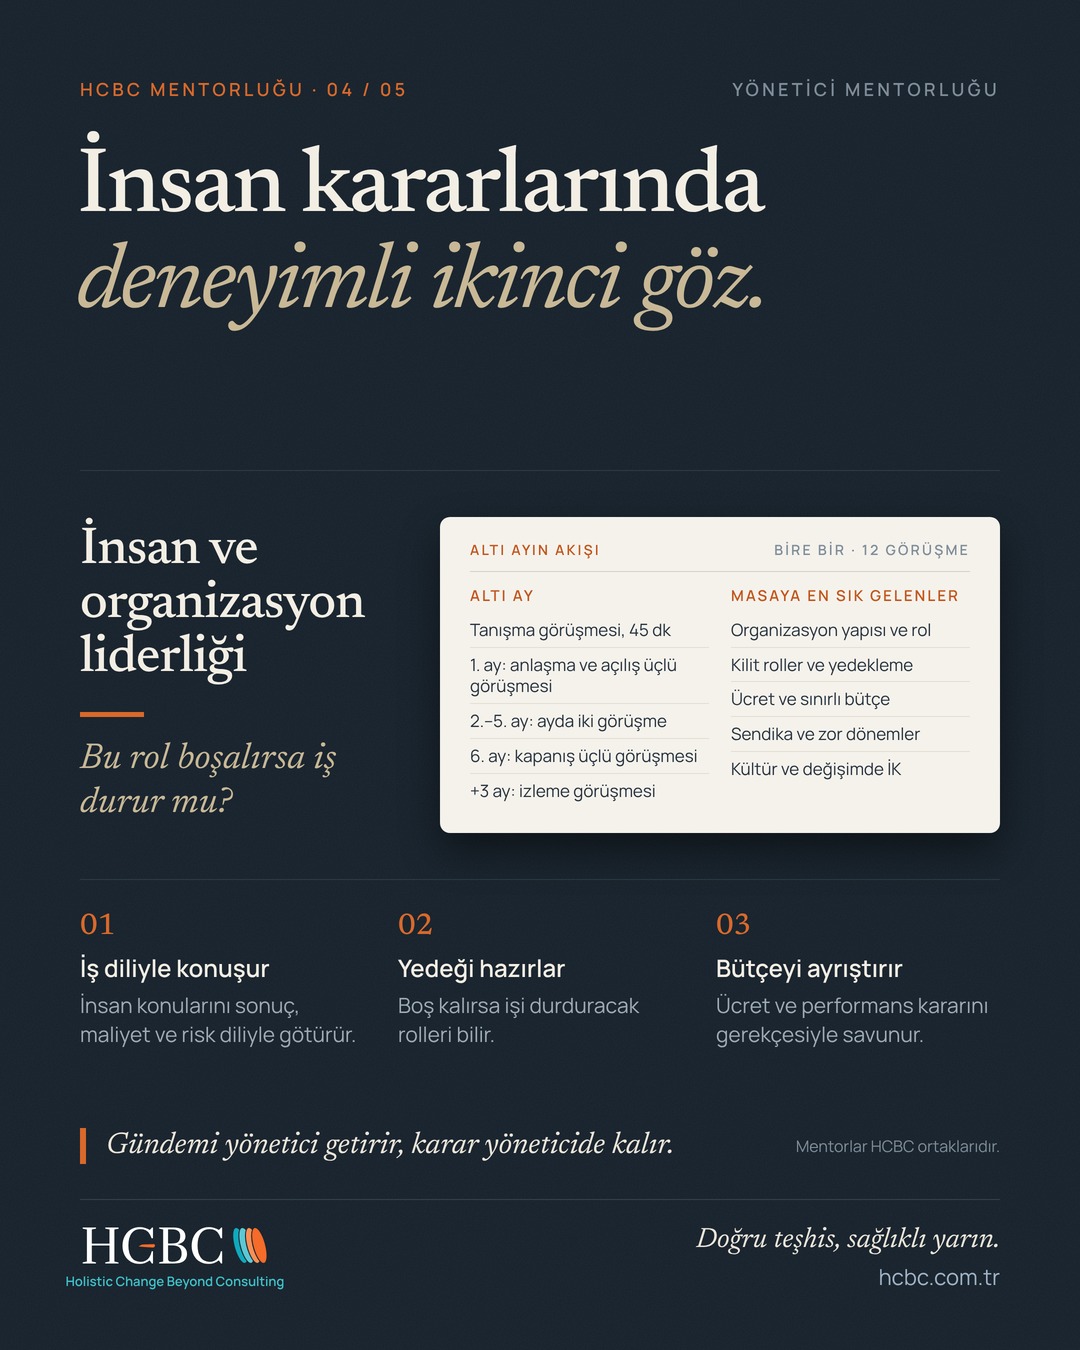 HCBC MENTORLUĞU · 04 / 05
YÖNETİCİ MENTORLUĞU
İnsan kararlarında
deneyimli ikinci göz.
İnsan ve
organizasyon
liderliği
Bu rol boşalırsa iş
durur mu?
ALTI AYIN AKIŞI
BİRE BİR · 12 GÖRÜŞME
ALTI AY
Tanışma görüşmesi, 45 dk
1. ay: anlaşma ve açılış üçlü
görüşmesi
2.–5. ay: ayda iki görüşme
6. ay: kapanış üçlü görüşmesi
+3 ay: izleme görüşmesi
MASAYA EN SIK GELENLER
Organizasyon yapısı ve rol
Kilit roller ve yedekleme
Ücret ve sınırlı bütçe
Sendika ve zor dönemler
Kültür ve değişimde İK
01
İş diliyle konuşur
İnsan konularını sonuç,
maliyet ve risk diliyle götürür.
02
Yedeği hazırlar
Boş kalırsa işi durduracak
rolleri bilir.
03
Bütçeyi ayrıştırır
Ücret ve performans kararını
gerekçesiyle savunur.
Gündemi yönetici getirir, karar yöneticide kalır.
Mentorlar HCBC ortaklarıdır.
HCBC
Holistic Change Beyond Consulting
Doğru teşhis, sağlıklı yarın.
hcbc.com.tr